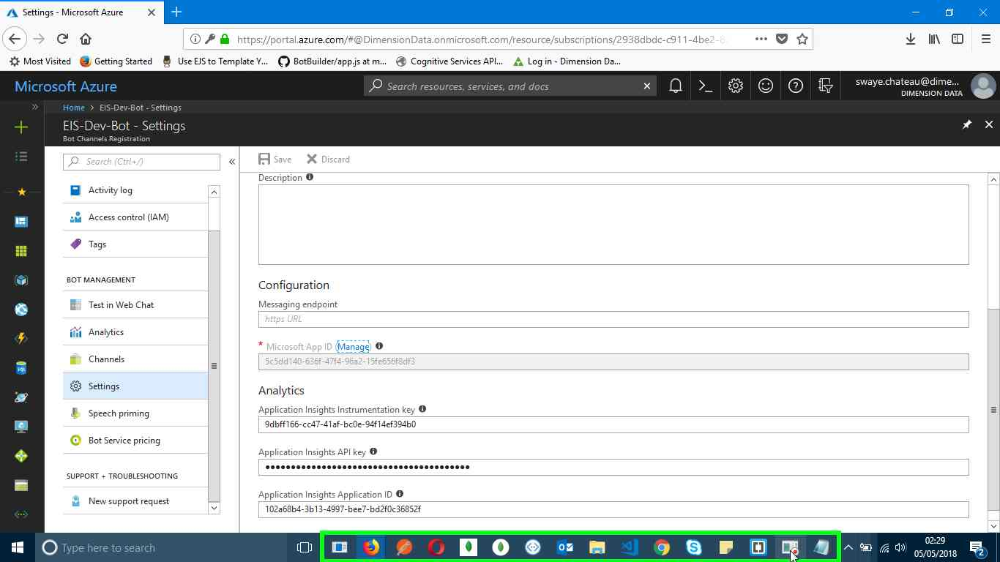 Settings - Microsoft Azure
https://portal.azure.com/#@DimensionData.onmicrosoft.com/resource/subscriptions/2938dbdc-c911-4be2-8
Most Visited Getting Started Use EJS to Template Y... BotBuilder/app.js at m... Cognitive Services API... Log in - Dimension Da...
Microsoft Azure
Search resources, services, and docs
swaye.chateau@dime...
DIMENSION DATA
Home > EIS-Dev-Bot - Settings
EIS-Dev-Bot - Settings
Bot Channels Registration
Search (Ctrl+/)
Activity log
Access control (IAM)
Tags
BOT MANAGEMENT
Test in Web Chat
Analytics
Channels
Settings
Speech priming
Bot Service pricing
SUPPORT + TROUBLESHOOTING
New support request
Save Discard
Description
Configuration
Messaging endpoint
https URL
* Microsoft App ID (Manage)
5c5dd140-636f-47f4-96a2-15fe656f8df3
Analytics
Application Insights Instrumentation key
9dbff166-cc47-41af-bc0e-94f14ef394b0
Application Insights API key
Application Insights Application ID
102a68b4-3b13-4997-bee7-bd2f0c36852f
Type here to search
02:29
05/05/2018
2